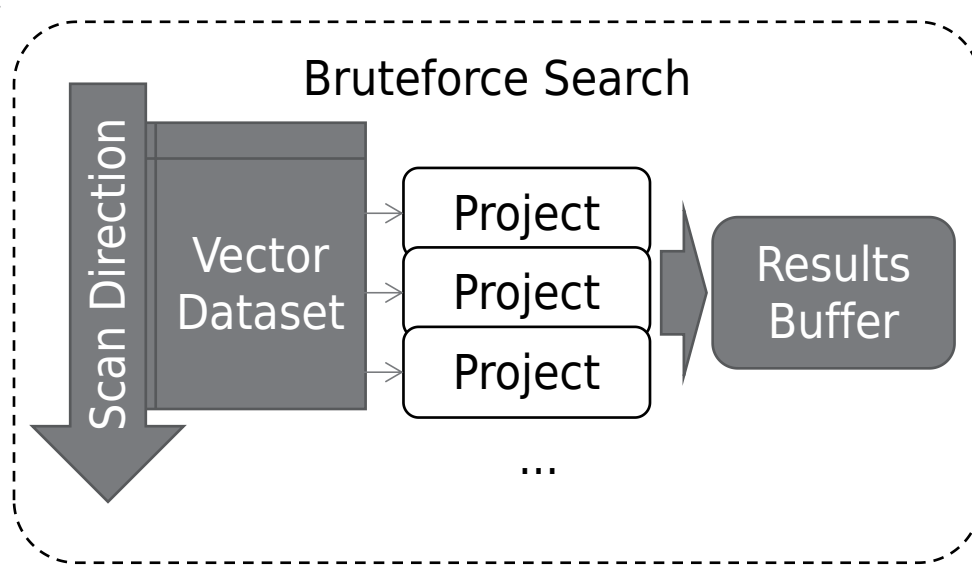 Bruteforce Search
Scan Direction
Vector
Dataset
Project
Project
Project
...
Results
Buffer